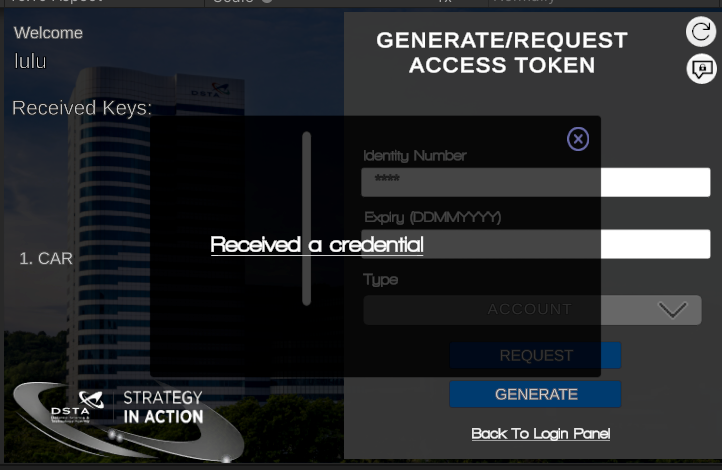 Welcome
lulu
Received Keys:
1. CAR
GENERATE/REQUEST
ACCESS TOKEN
Identity Number
****
Expiry (DDMMYYYY)
Received a credential
Type
ACCOUNT
REQUEST
GENERATE
Back To Login Panel
DSTA
STRATEGY
IN ACTION